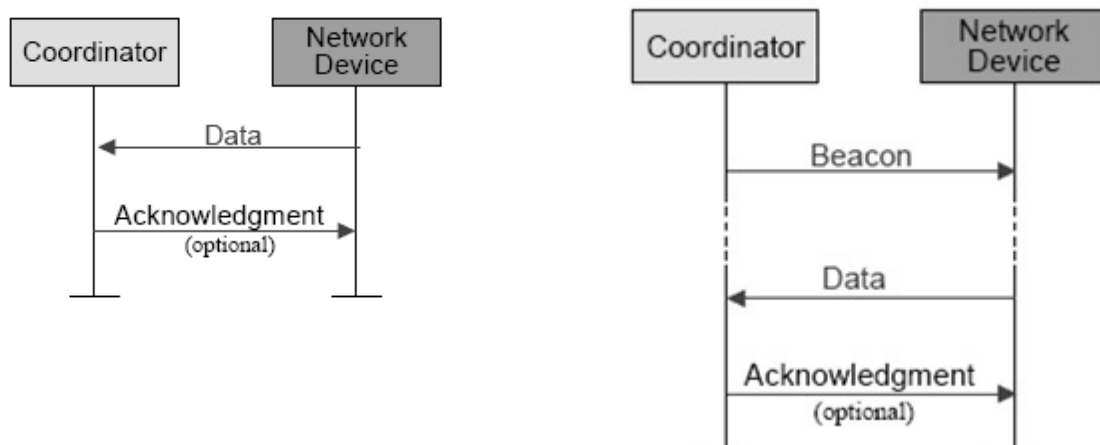 Coordinator
Network
Device
Data
Acknowledgment
(optional)
Coordinator
Network
Device
Beacon
Data
Acknowledgment
(optional)